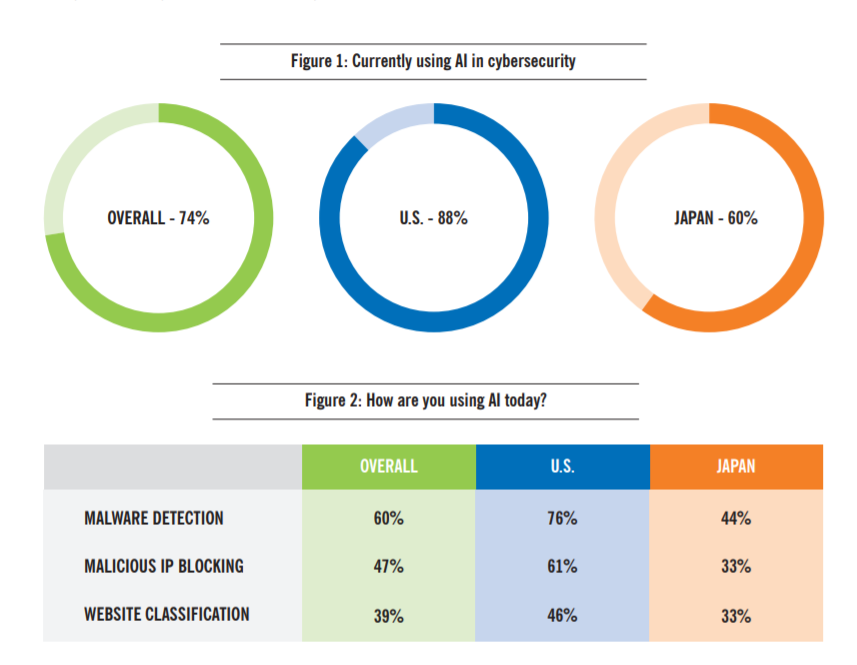 Figure 1: Currently using AI in cybersecurity
OVERALL - 74%
U.S. - 88%
JAPAN - 60%
Figure 2: How are you using AI today?
OVERALL U.S. JAPAN
MALWARE DETECTION 60% 76% 44%
MALICIOUS IP BLOCKING 47% 61% 33%
WEBSITE CLASSIFICATION 39% 46% 33%